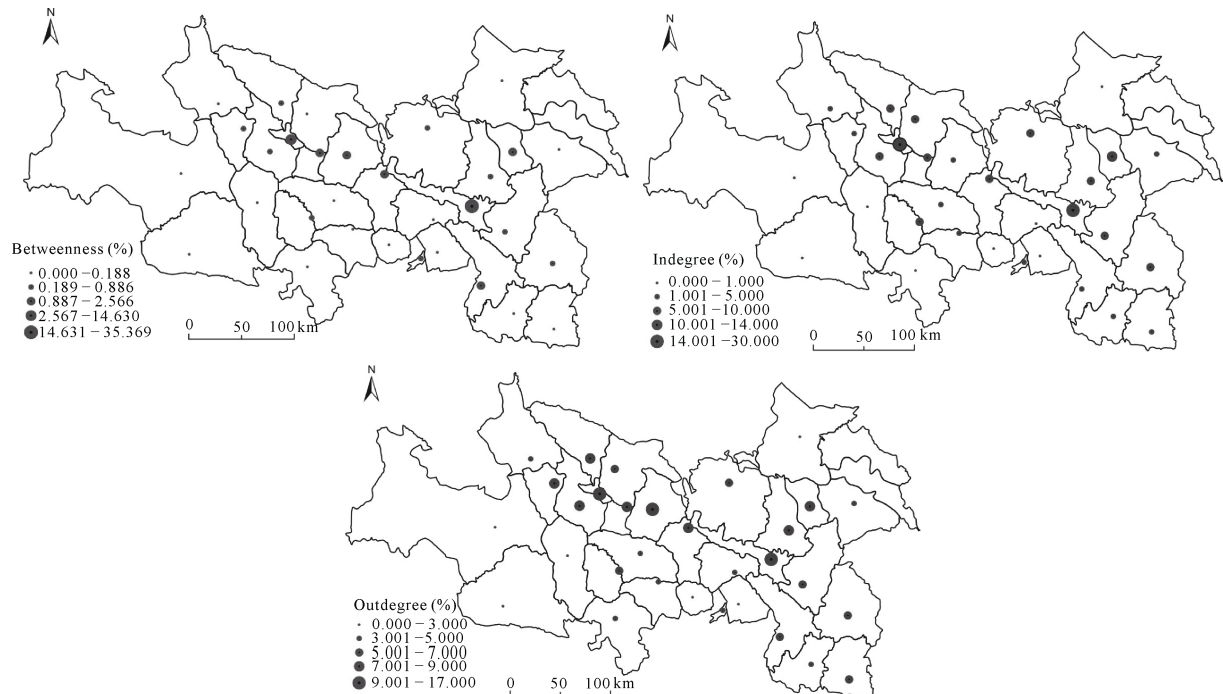 N
Betweenness (%)
0.000–0.188
0.189–0.886
0.887–2.566
2.567–14.630
14.631–35.369
0 50 100 km
N
Indegree (%)
0.000–1.000
1.001–5.000
5.001–10.000
10.001–14.000
14.001–30.000
0 50 100 km
N
Outdegree (%)
0.000–3.000
3.001–5.000
5.001–7.000
7.001–9.000
9.001–17.000
0 50 100 km